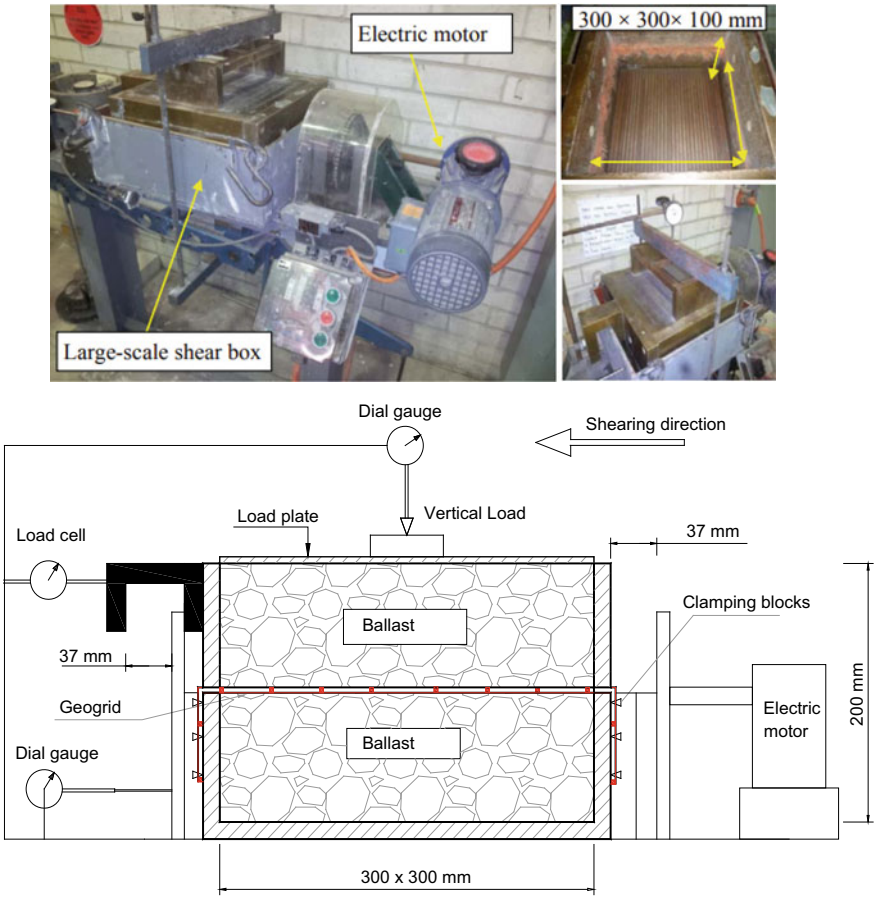 Electric motor
300 × 300× 100 mm
Large-scale shear box
Dial gauge
Shearing direction
Load plate
Vertical Load
Load cell
37 mm
Ballast
Clamping blocks
37 mm
Geogrid
Ballast
Electric
motor
200 mm
Dial gauge
300 x 300 mm